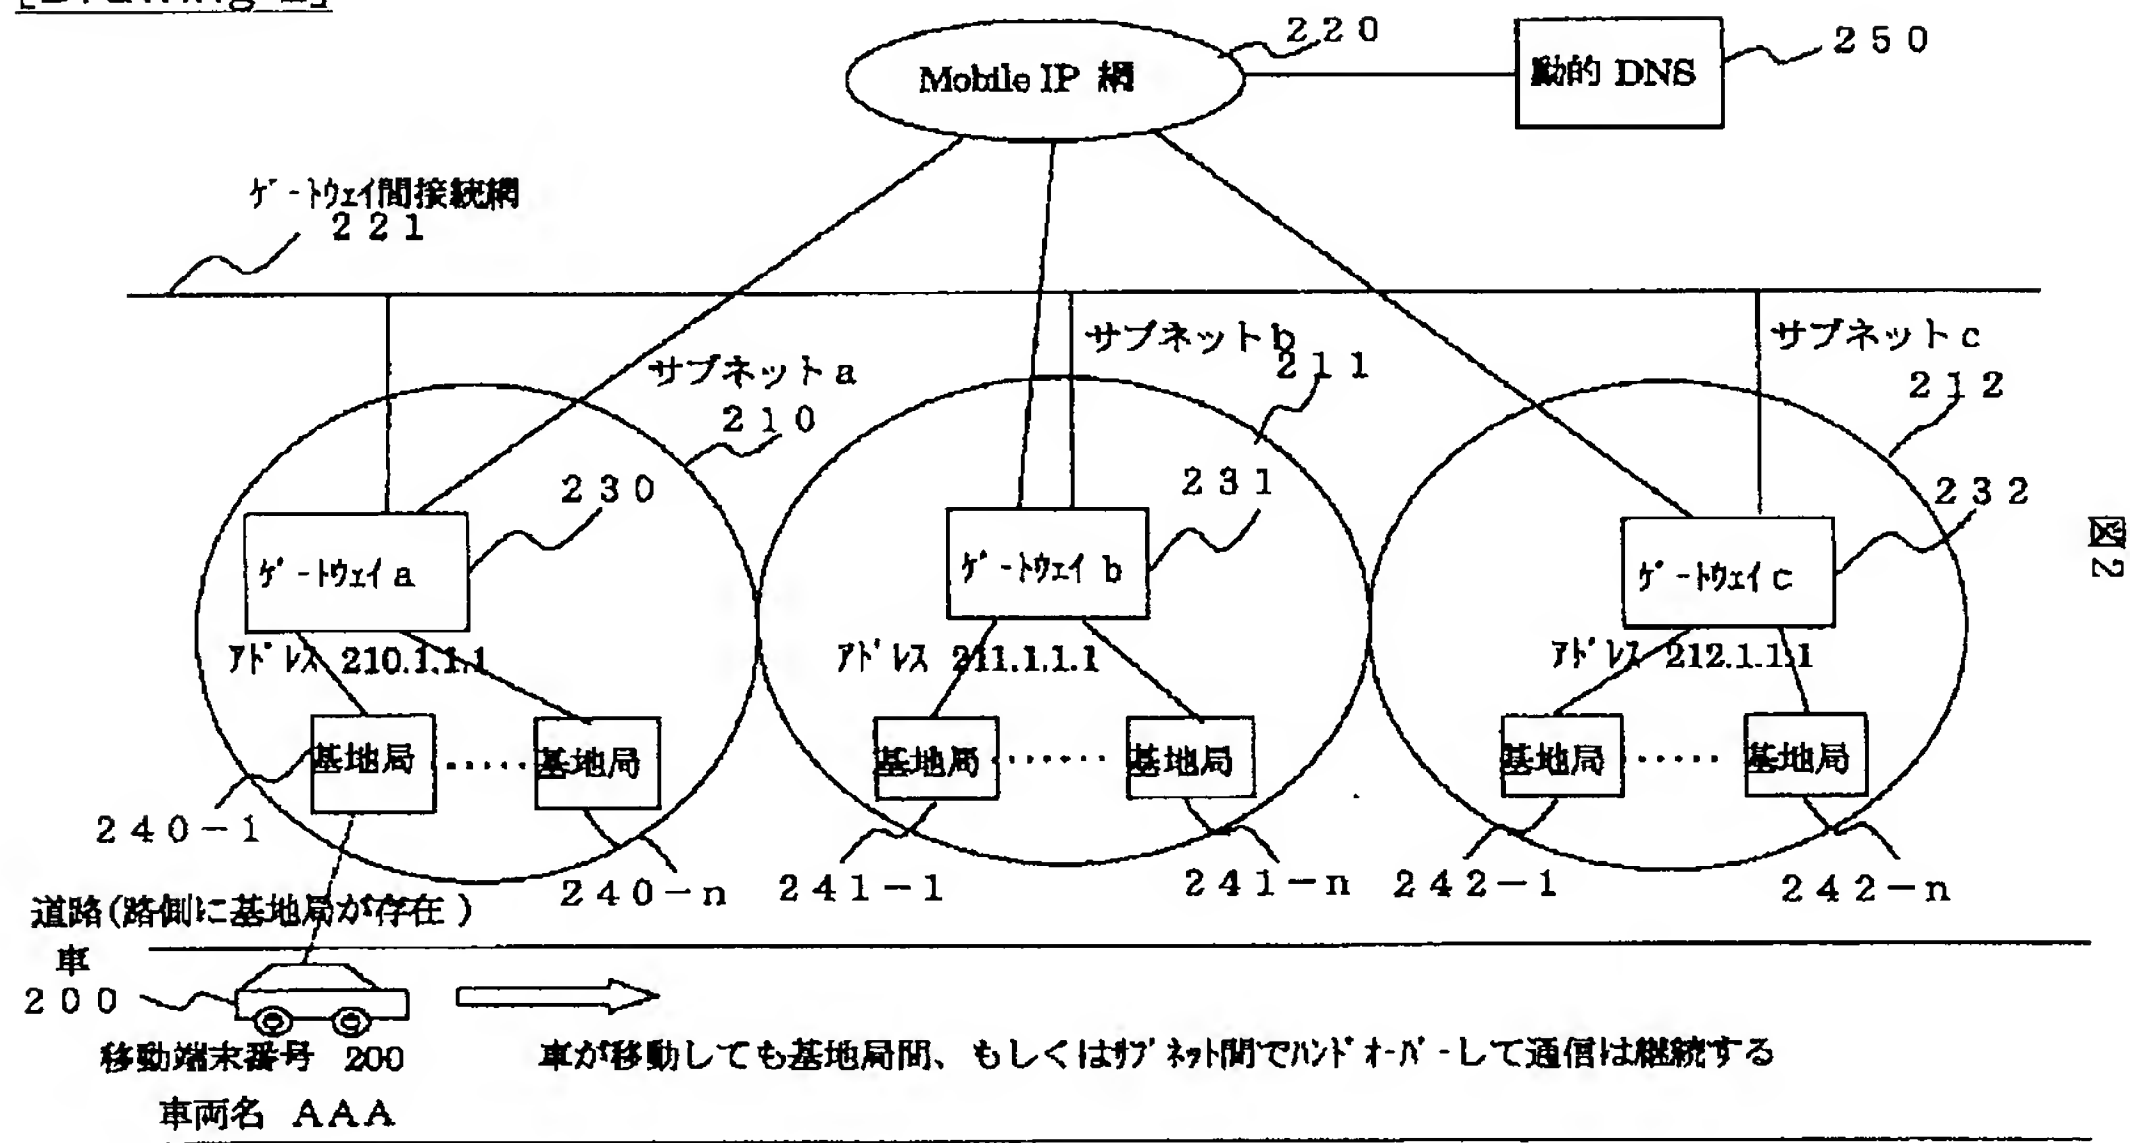 [Drawing 2]
220
Mobile IP 網
動的 DNS
250
ゲートウェイ間接続網
221
サブネットa
210
サブネットb
211
サブネットc
212
230
231
232
ゲートウェイa
ゲートウェイb
ゲートウェイc
図2
アドレス 210.1.1.1
アドレス 211.1.1.1
アドレス 212.1.1.1
基地局 ・・・・・ 基地局
基地局 ・・・・・・ 基地局
基地局 ・・・・・ 基地局
240-1
240-n
241-1
241-n
242-1
242-n
道路(路側に基地局が存在)
車
200
移動端末番号 200
車が移動しても基地局間、もしくはサブネット間でハンドオーバーして通信は継続する
車両名 AAA